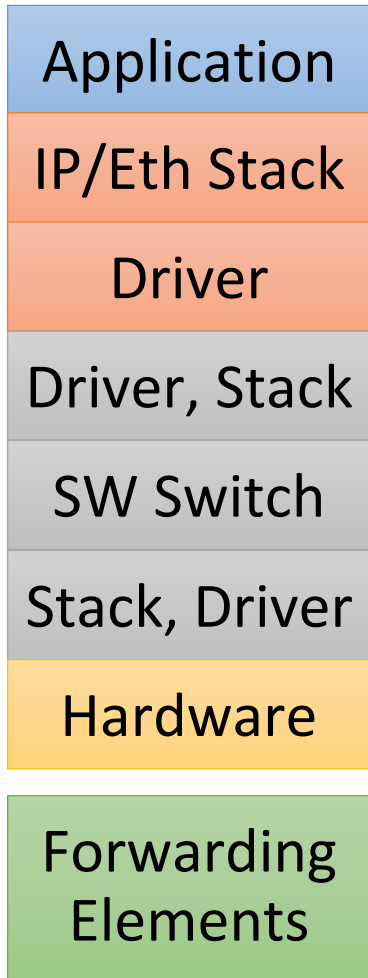 Application
IP/Eth Stack
Driver
Driver, Stack
SW Switch
Stack, Driver
Hardware
Forwarding
Elements